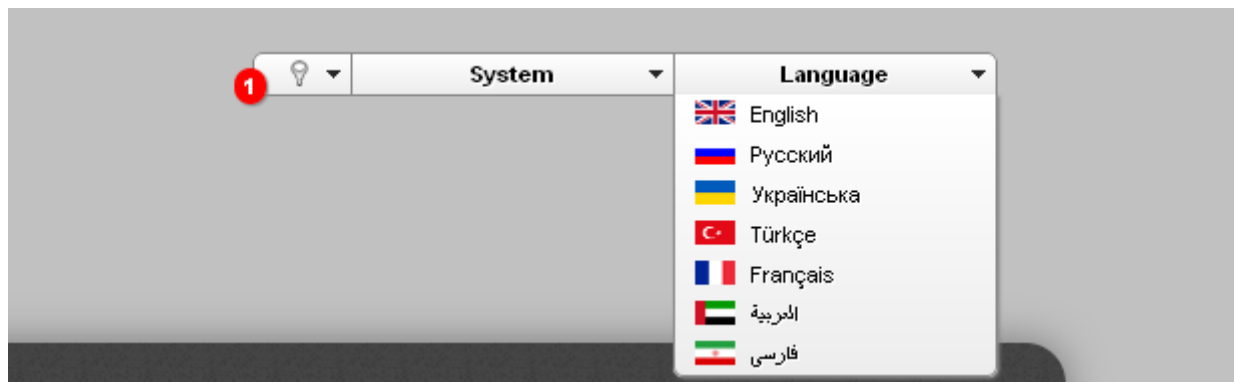 1
System
Language
English
Русский
Українська
Türkçe
Français
العربية
فارسی